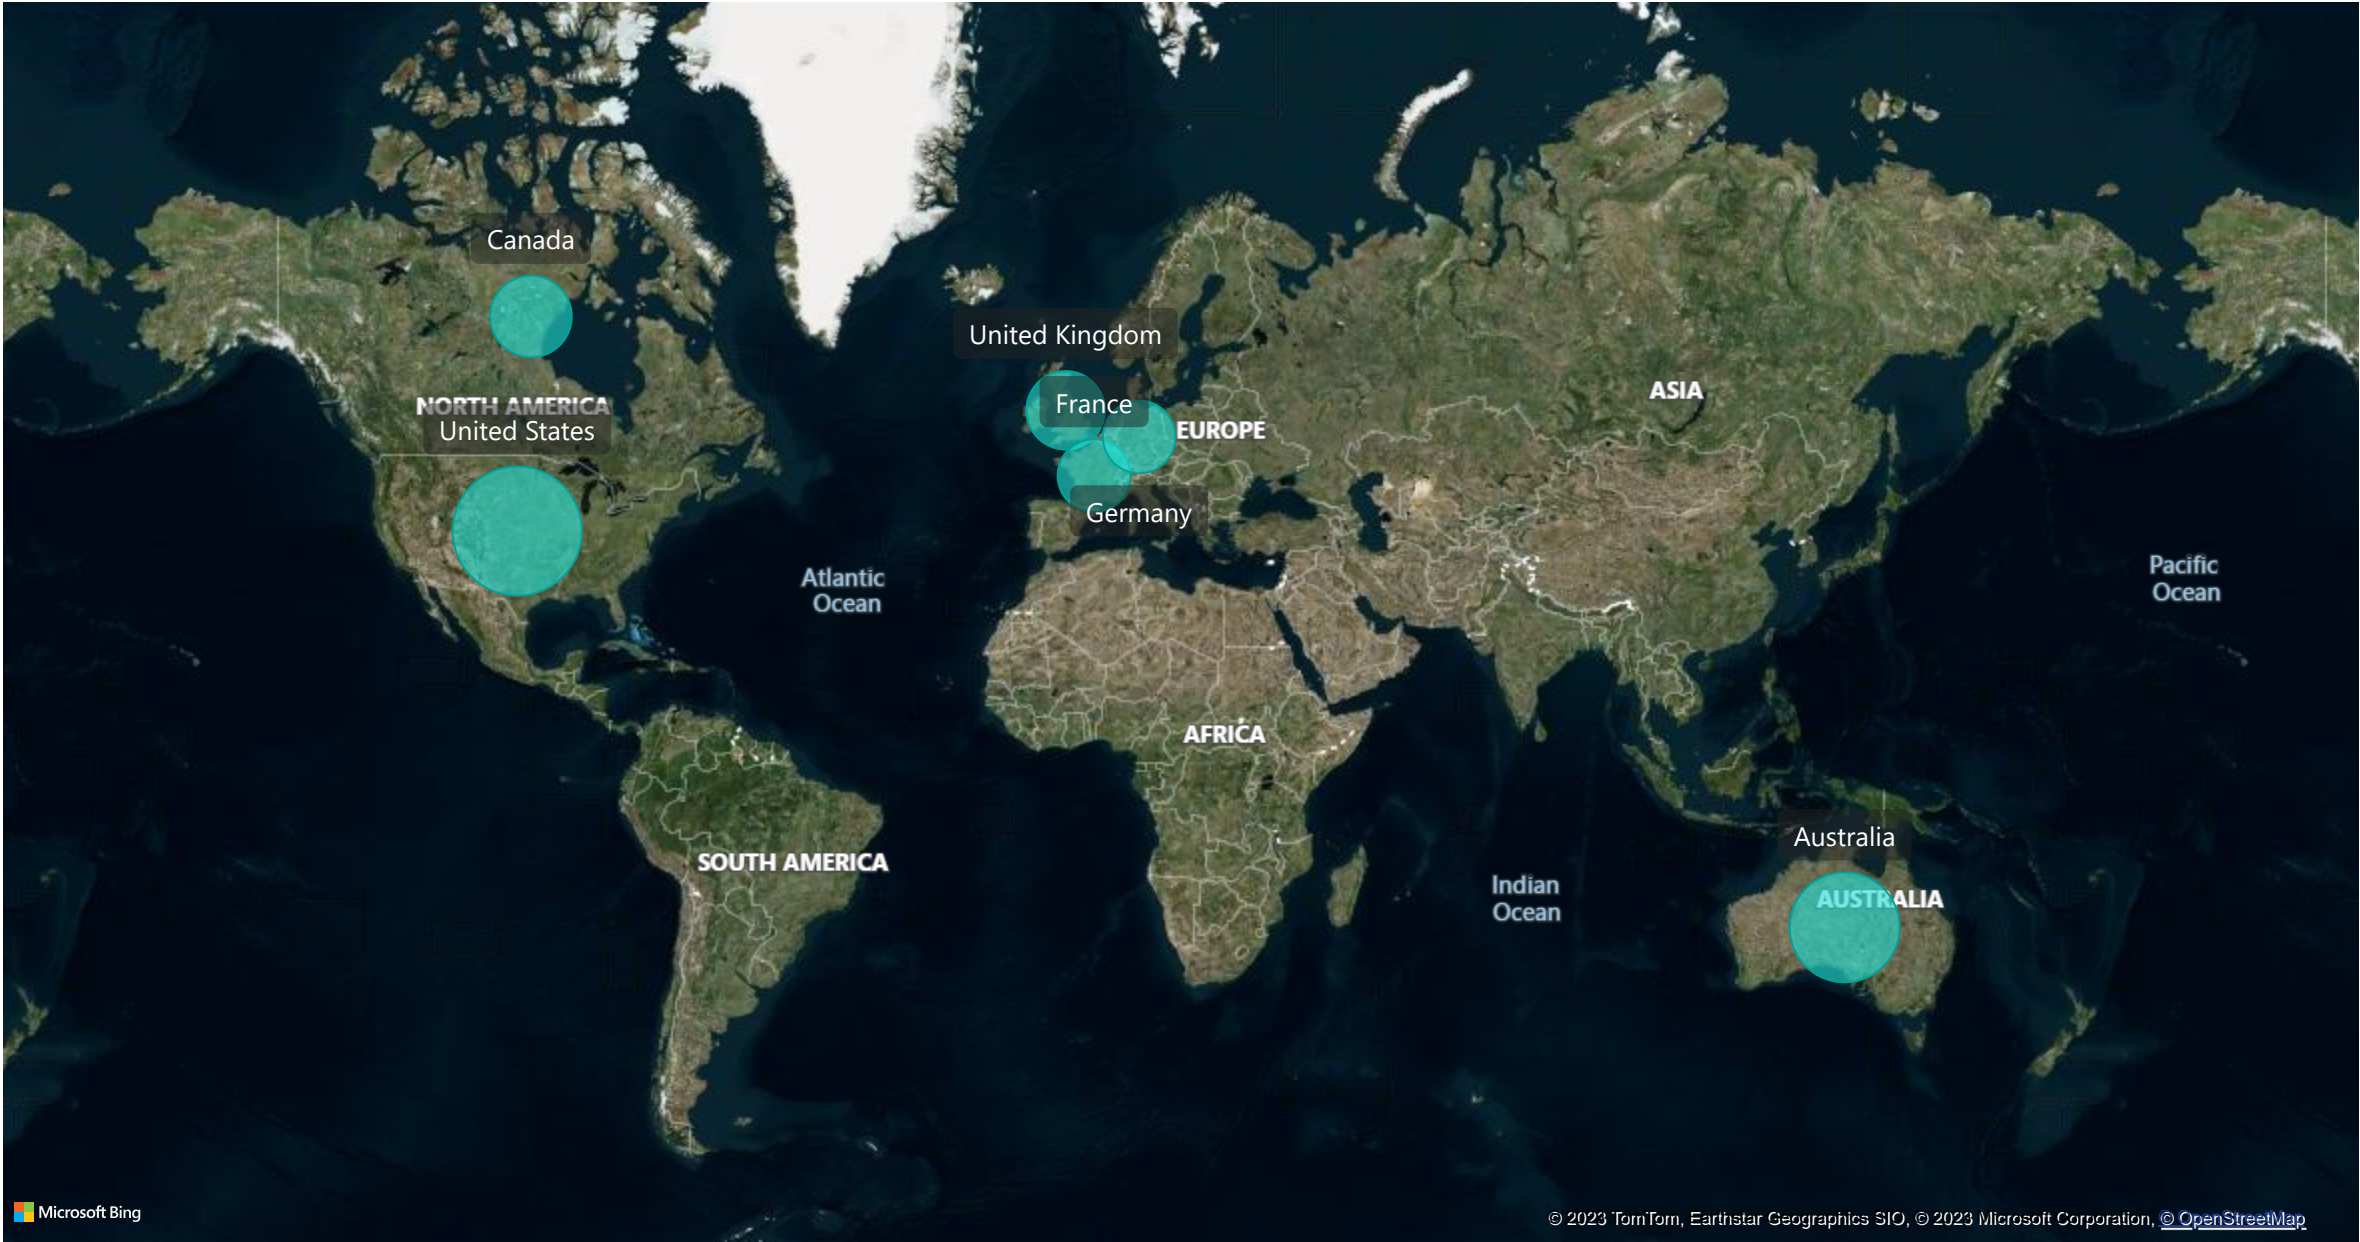 Canada
United Kingdom
ASIA
France
NORTH AMERICA
EUROPE
United States
Germany
Atlantic
Ocean
Pacific
Ocean
AFRICA
Australia
SOUTH AMERICA
Indian
Ocean
AUSTRALIA
Microsoft Bing
© 2023 TomTom, Earthstar Geographics SIO, © 2023 Microsoft Corporation, © OpenStreetMap